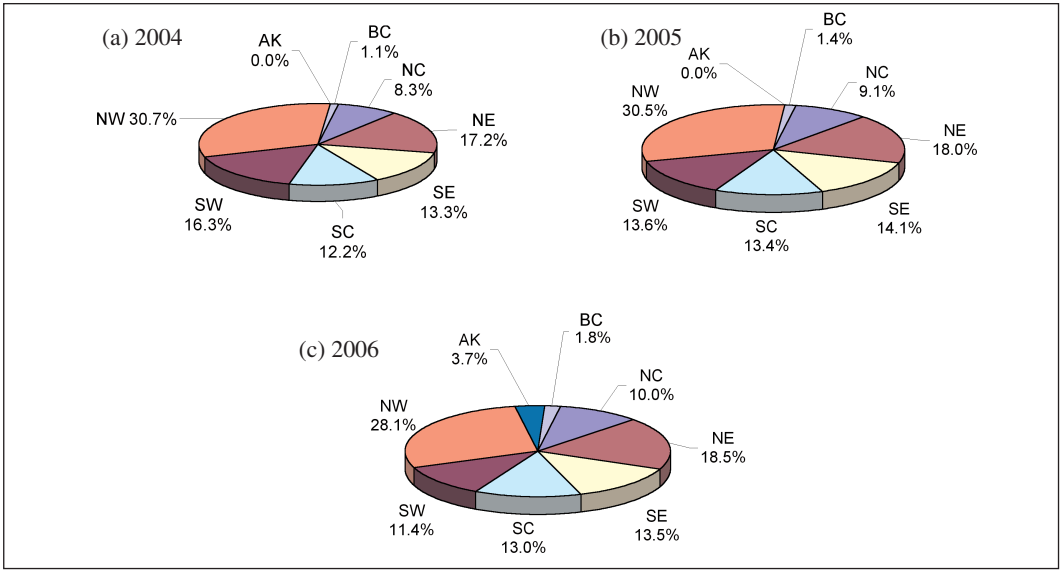 (a) 2004
AK
0.0%
BC
1.1%
NC
8.3%
NE
17.2%
SE
13.3%
SC
12.2%
SW
16.3%
NW 30.7%
(b) 2005
AK
0.0%
BC
1.4%
NC
9.1%
NE
18.0%
SE
14.1%
SC
13.4%
SW
13.6%
NW
30.5%
(c) 2006
AK
3.7%
BC
1.8%
NC
10.0%
NE
18.5%
SE
13.5%
SC
13.0%
SW
11.4%
NW
28.1%